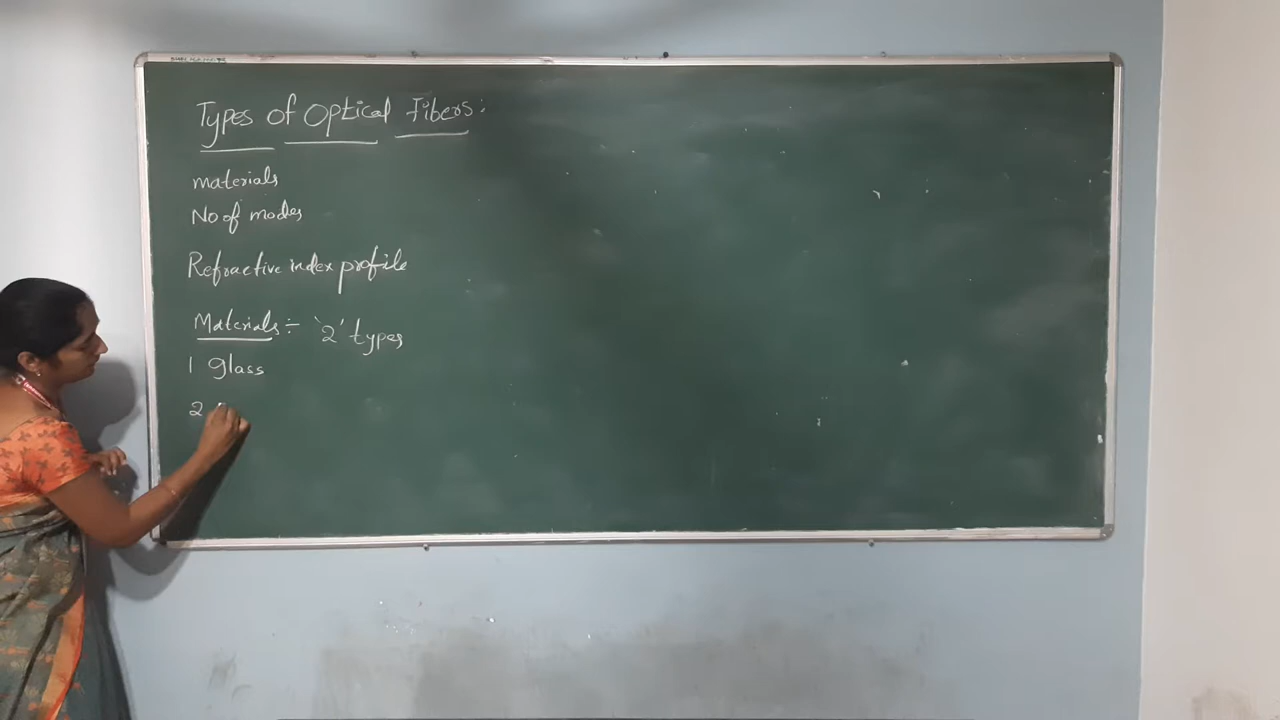 Types of Optical Fibers:
materials
No of modes
Refractive index profile
Materials ÷ '2' types
1 Glass
2